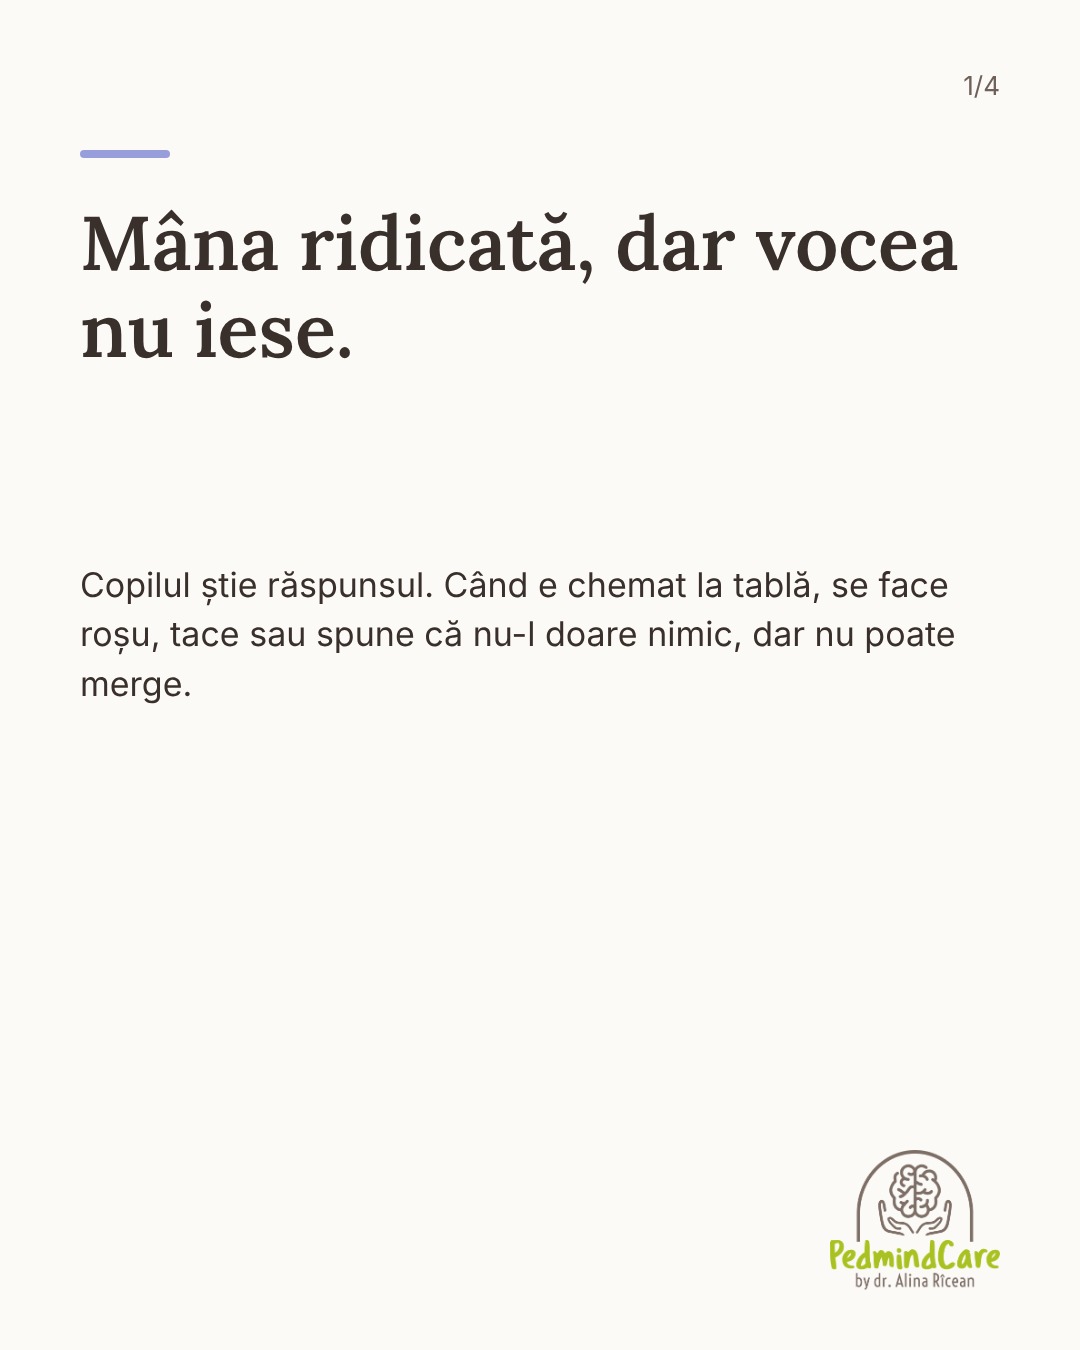 1/4
Mâna ridicată, dar vocea
nu iese.
Copilul știe răspunsul. Când e chemat la tablă, se face
roșu, tace sau spune că nu-l doare nimic, dar nu poate
merge.
PedmindCare
by dr. Alina Rîcean